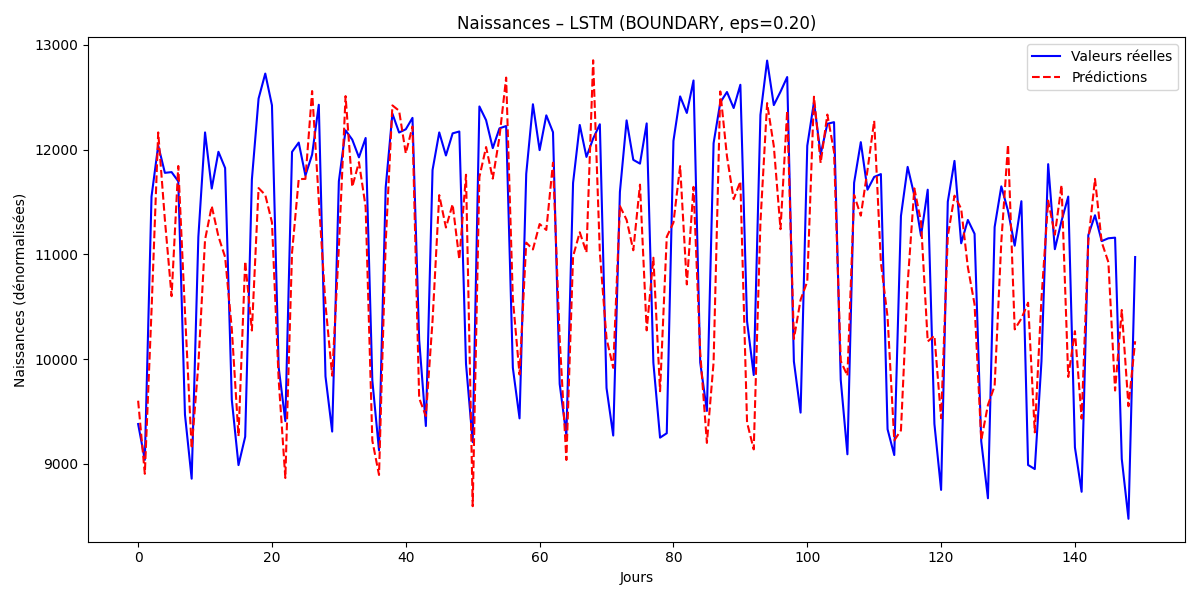 Naissances – LSTM (BOUNDARY, eps=0.20)
Valeurs réelles
Prédictions
Naissances (dénormalisées)
13000
12000
11000
10000
9000
0 20 40 60 80 100 120 140
Jours